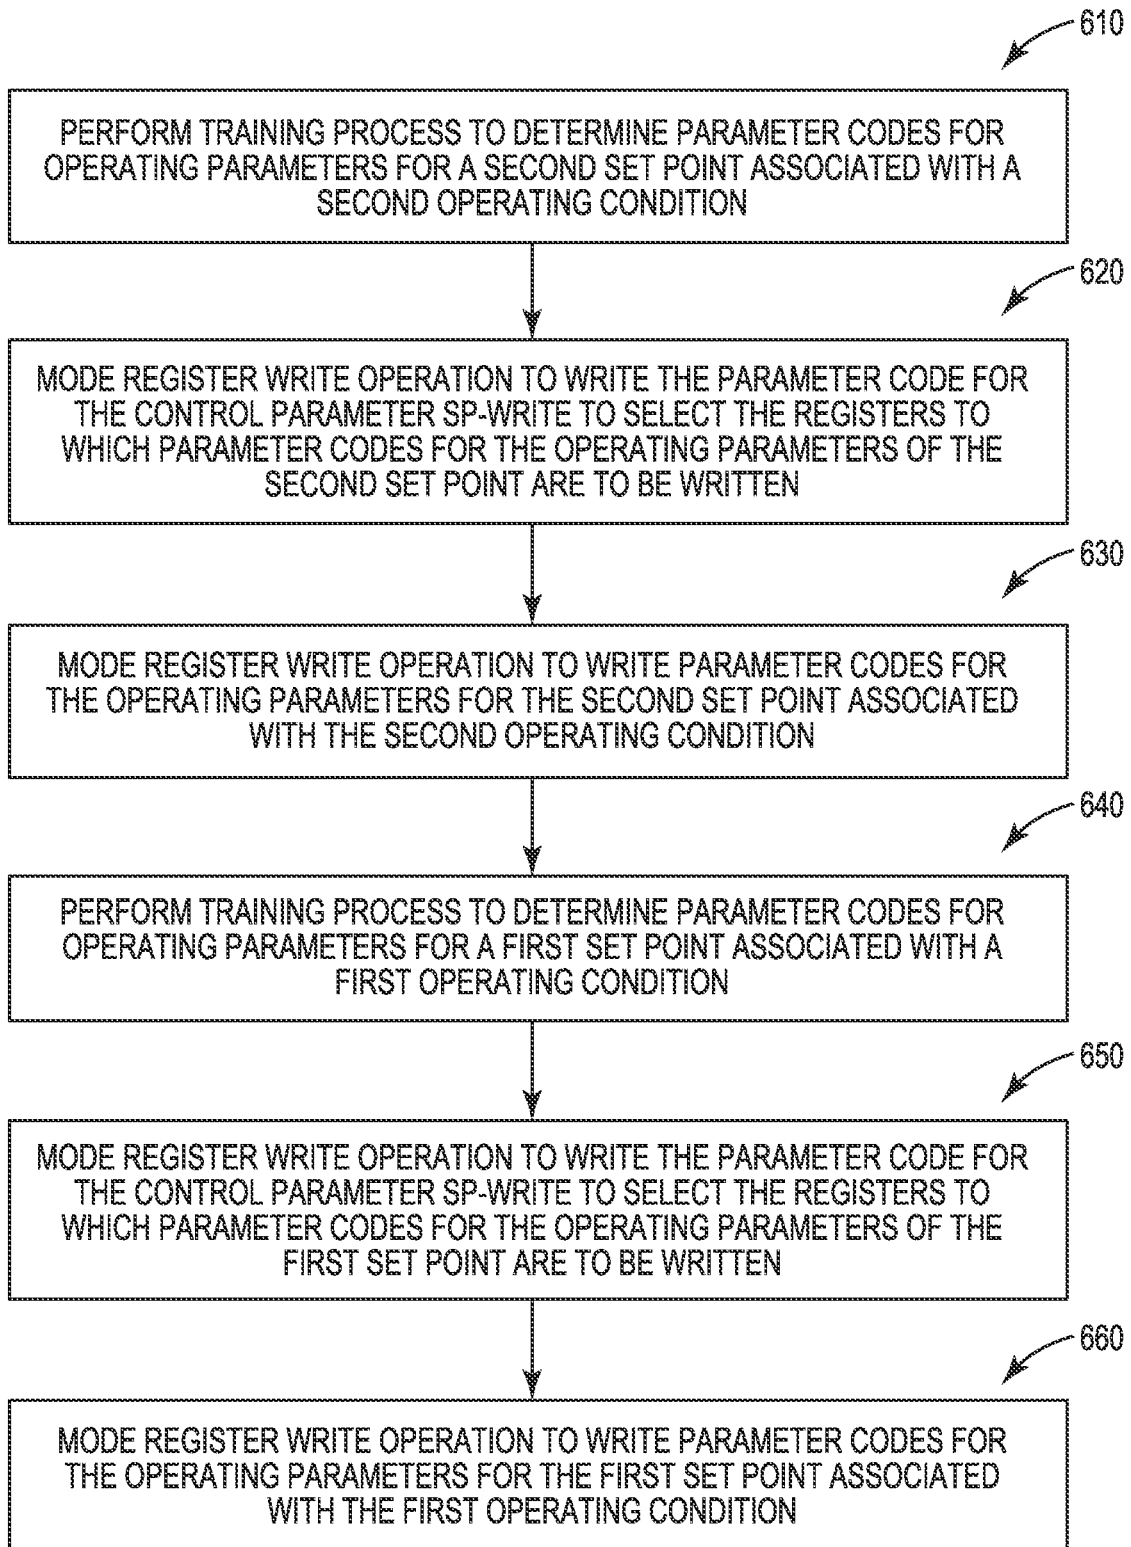 610
PERFORM TRAINING PROCESS TO DETERMINE PARAMETER CODES FOR
OPERATING PARAMETERS FOR A SECOND SET POINT ASSOCIATED WITH A
SECOND OPERATING CONDITION
620
MODE REGISTER WRITE OPERATION TO WRITE THE PARAMETER CODE FOR
THE CONTROL PARAMETER SP-WRITE TO SELECT THE REGISTERS TO
WHICH PARAMETER CODES FOR THE OPERATING PARAMETERS OF THE
SECOND SET POINT ARE TO BE WRITTEN
630
MODE REGISTER WRITE OPERATION TO WRITE PARAMETER CODES FOR
THE OPERATING PARAMETERS FOR THE SECOND SET POINT ASSOCIATED
WITH THE SECOND OPERATING CONDITION
640
PERFORM TRAINING PROCESS TO DETERMINE PARAMETER CODES FOR
OPERATING PARAMETERS FOR A FIRST SET POINT ASSOCIATED WITH A
FIRST OPERATING CONDITION
650
MODE REGISTER WRITE OPERATION TO WRITE THE PARAMETER CODE FOR
THE CONTROL PARAMETER SP-WRITE TO SELECT THE REGISTERS TO
WHICH PARAMETER CODES FOR THE OPERATING PARAMETERS OF THE
FIRST SET POINT ARE TO BE WRITTEN
660
MODE REGISTER WRITE OPERATION TO WRITE PARAMETER CODES FOR
THE OPERATING PARAMETERS FOR THE FIRST SET POINT ASSOCIATED
WITH THE FIRST OPERATING CONDITION